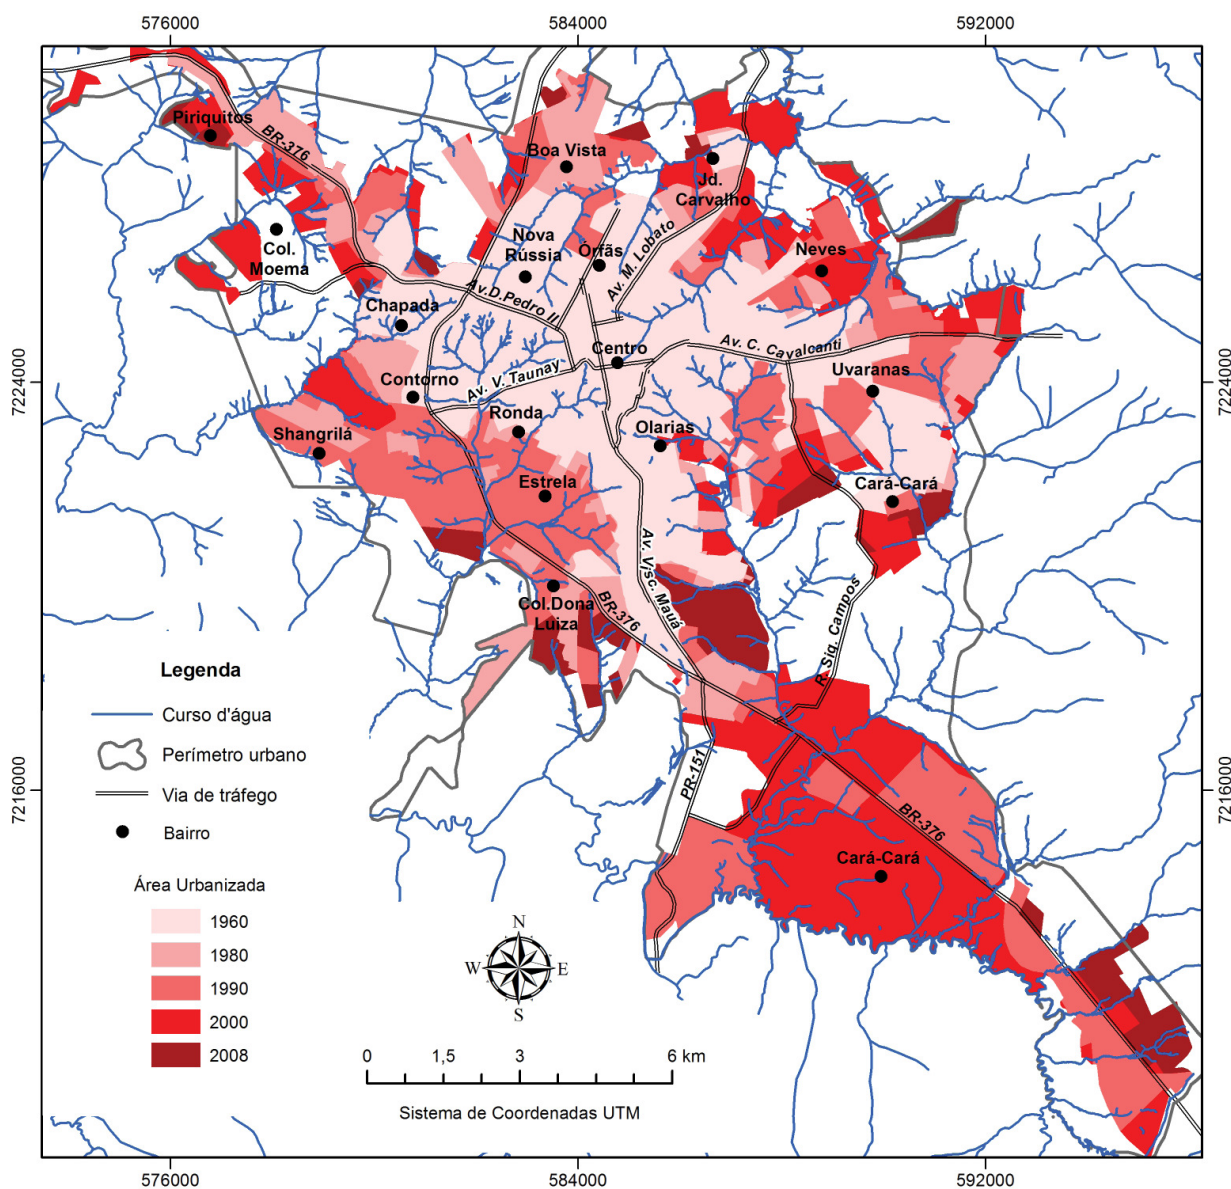 576000
584000
592000
Piriquitos
BR-376
Boa Vista
Jd.
Carvalho
Col.
Moema
Nova
Rússia
Órfãs
Av. M. Lobato
Neves
Av.D.Pedro II
Chapada
Centro
Av. C. Cavalcanti
7224000
7224000
Contorno
Av. V. Taunay
Uvaranas
Ronda
Shangrilá
Olarias
Estrela
Cará-Cará
Av. Visc. Mauá
Col.Dona
Luiza
BR-376
R. Siq. Campos
Legenda
Curso d'água
Perímetro urbano
Via de tráfego
Bairro
PR-151
BR-376
7216000
7216000
Cará-Cará
Área Urbanizada
1960
1980
1990
2000
2008
N
W
E
S
0
1,5
3
6 km
Sistema de Coordenadas UTM
576000
584000
592000